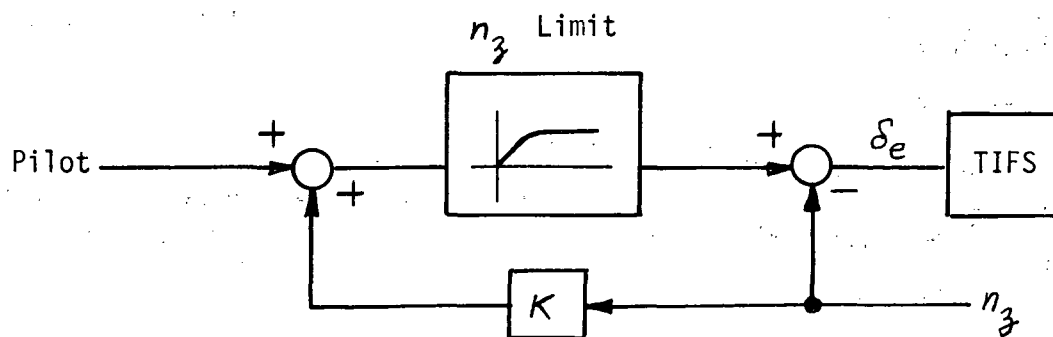 n_z Limit
+
Pilot
+
+
δ_e
−
TIFS
K
n_z